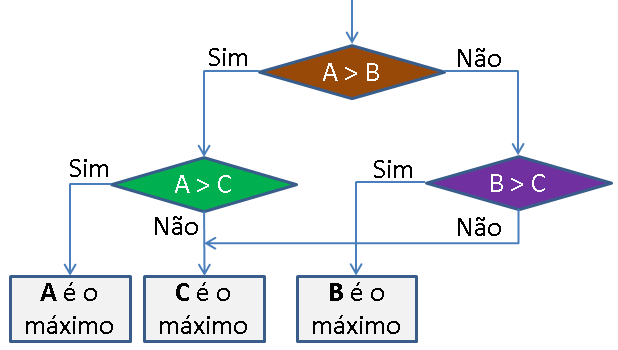 Sim
A > B
Não
Sim
A > C
Sim
B > C
Não
Não
A é o
máximo
C é o
máximo
B é o
máximo